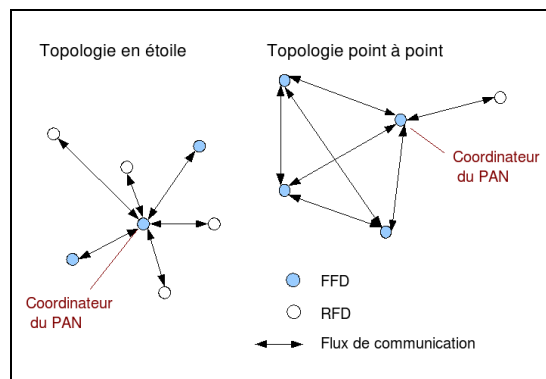 Topologie en étoile
Topologie point à point
Coordinateur
du PAN
Coordinateur
du PAN
FFD
RFD
Flux de communication